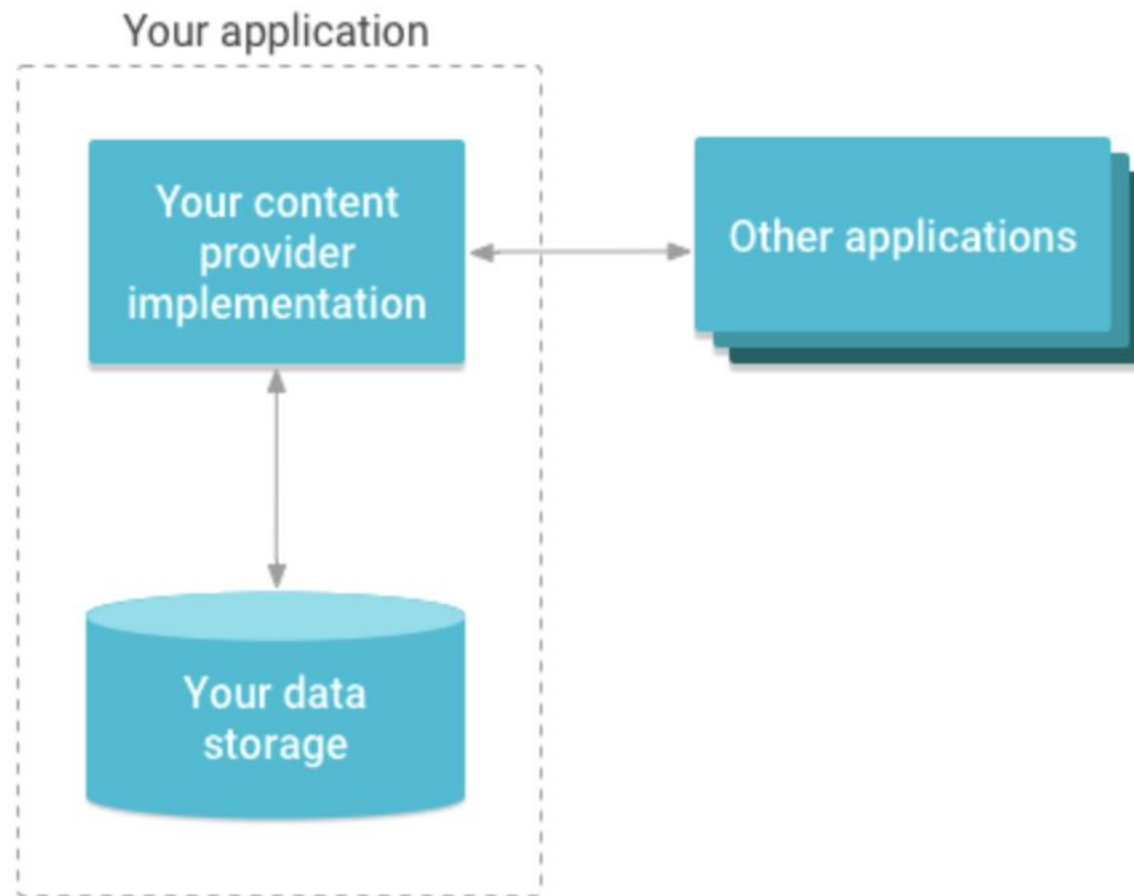 Your application
Your content
provider
implementation
Other applications
Your data
storage